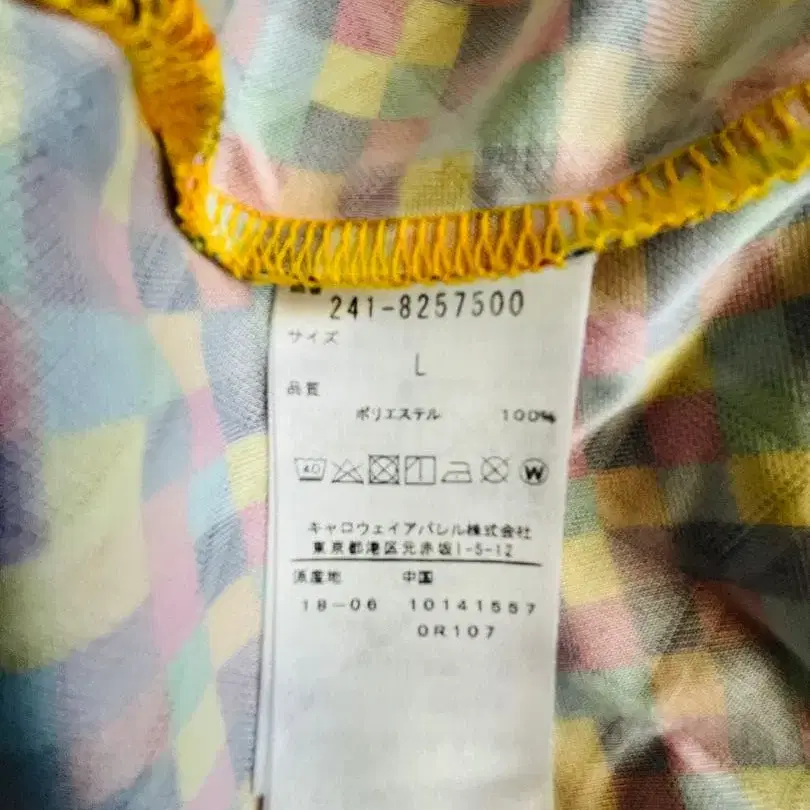 241-8257500
サイズ
L
品質
ポリエステル 100%
40
W
キャロウェイアパレル株式会社
東京都港区元赤坂1-5-12
原産地 中国
18-06 10141557
0R107